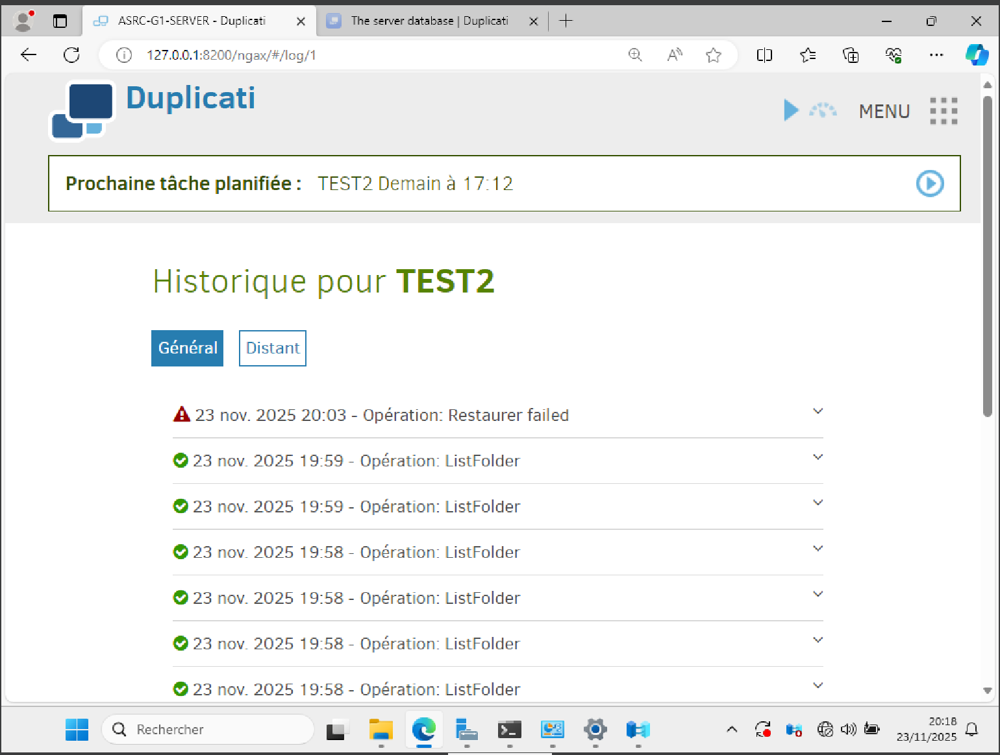 ASRC-G1-SERVER - Duplicati
The server database | Duplicati
127.0.0.1:8200/ngax/#/log/1
Duplicati
MENU
Prochaine tâche planifiée : TEST2 Demain à 17:12
Historique pour TEST2
Général
Distant
23 nov. 2025 20:03 - Opération: Restaurer failed
23 nov. 2025 19:59 - Opération: ListFolder
23 nov. 2025 19:59 - Opération: ListFolder
23 nov. 2025 19:58 - Opération: ListFolder
23 nov. 2025 19:58 - Opération: ListFolder
23 nov. 2025 19:58 - Opération: ListFolder
23 nov. 2025 19:58 - Opération: ListFolder
Rechercher
20:18
23/11/2025